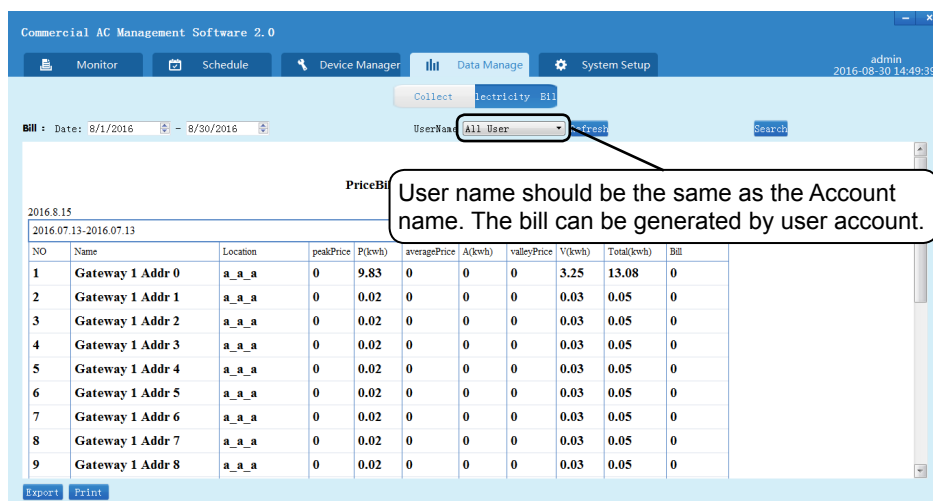 Commercial AC Management Software 2.0
Monitor Schedule Device Manager Data Manage System Setup admin
2016-08-30 14:49:39
Collect lectricity Bil
Bill : Date: 8/1/2016 - 8/30/2016 UserName All User Refresh Search
PriceBi
User name should be the same as the Account
name. The bill can be generated by user account.
2016.8.15
2016.07.13-2016.07.13
NO Name Location peakPrice P(kwh) averagePrice A(kwh) valleyPrice V(kwh) Total(kwh) Bill
1 Gateway 1 Addr 0 a_a_a 0 9.83 0 0 0 3.25 13.08 0
2 Gateway 1 Addr 1 a_a_a 0 0.02 0 0 0 0.03 0.05 0
3 Gateway 1 Addr 2 a_a_a 0 0.02 0 0 0 0.03 0.05 0
4 Gateway 1 Addr 3 a_a_a 0 0.02 0 0 0 0.03 0.05 0
5 Gateway 1 Addr 4 a_a_a 0 0.02 0 0 0 0.03 0.05 0
6 Gateway 1 Addr 5 a_a_a 0 0.02 0 0 0 0.03 0.05 0
7 Gateway 1 Addr 6 a_a_a 0 0.02 0 0 0 0.03 0.05 0
8 Gateway 1 Addr 7 a_a_a 0 0.02 0 0 0 0.03 0.05 0
9 Gateway 1 Addr 8 a_a_a 0 0.02 0 0 0 0.03 0.05 0
Export Print